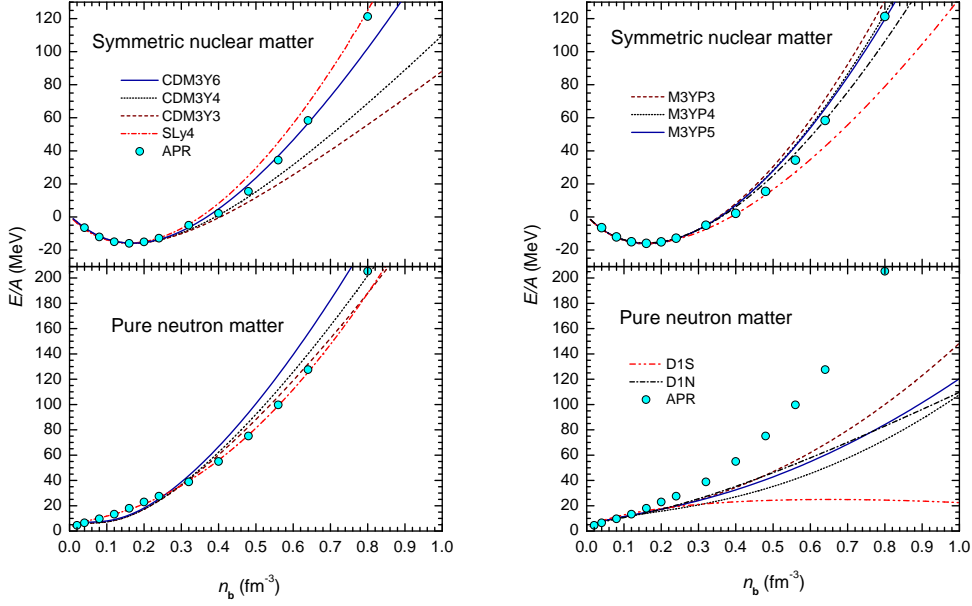 120
100
80
60
40
20
0
-20
Symmetric nuclear matter
CDM3Y6
CDM3Y4
CDM3Y3
SLy4
APR
E/A (MeV)
200
180
160
140
120
100
80
60
40
20
0
Pure neutron matter
0.0 0.1 0.2 0.3 0.4 0.5 0.6 0.7 0.8 0.9 1.0
n_b (fm⁻³)
120
100
80
60
40
20
0
-20
Symmetric nuclear matter
M3YP3
M3YP4
M3YP5
E/A (MeV)
200
180
160
140
120
100
80
60
40
20
0
Pure neutron matter
D1S
D1N
APR
0.0 0.1 0.2 0.3 0.4 0.5 0.6 0.7 0.8 0.9 1.0
n_b (fm⁻³)